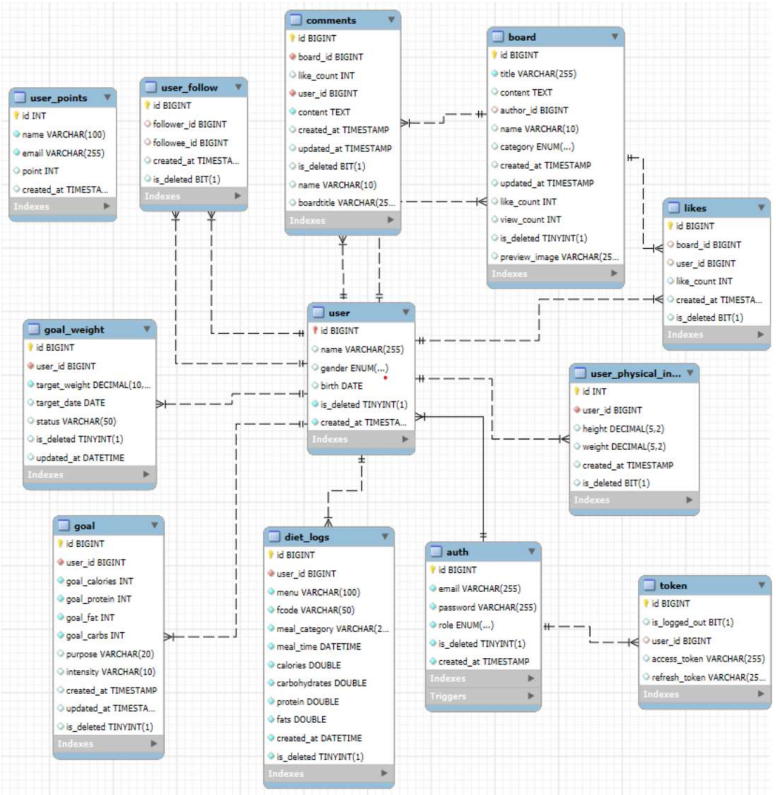 comments
id BIGINT
board_id BIGINT
like_count INT
user_id BIGINT
content TEXT
created_at TIMESTAMP
updated_at TIMESTAMP
is_deleted BIT(1)
name VARCHAR(10)
boardtitle VARCHAR(25...
Indexes
board
id BIGINT
title VARCHAR(255)
content TEXT
author_id BIGINT
name VARCHAR(10)
category ENUM(...)
created_at TIMESTAMP
updated_at TIMESTAMP
like_count INT
view_count INT
is_deleted TINYINT(1)
preview_image VARCHAR(25...
Indexes
user_points
id INT
name VARCHAR(100)
email VARCHAR(255)
point INT
created_at TIMESTA...
Indexes
user_follow
id BIGINT
follower_id BIGINT
followee_id BIGINT
created_at TIMESTA...
is_deleted BIT(1)
Indexes
likes
id BIGINT
board_id BIGINT
user_id BIGINT
like_count INT
created_at TIMESTA...
is_deleted BIT(1)
Indexes
user
id BIGINT
name VARCHAR(255)
gender ENUM(...)
birth DATE
is_deleted TINYINT(1)
created_at TIMESTA...
Indexes
goal_weight
id BIGINT
user_id BIGINT
target_weight DECIMAL(10,...
target_date DATE
status VARCHAR(50)
is_deleted TINYINT(1)
updated_at DATETIME
Indexes
user_physical_in...
id INT
user_id BIGINT
height DECIMAL(5,2)
weight DECIMAL(5,2)
created_at TIMESTAMP
is_deleted BIT(1)
Indexes
goal
id BIGINT
user_id BIGINT
goal_calories INT
goal_protein INT
goal_fat INT
goal_carbs INT
purpose VARCHAR(20)
intensity VARCHAR(10)
created_at TIMESTAMP
updated_at TIMESTA...
is_deleted TINYINT(1)
Indexes
diet_logs
id BIGINT
user_id BIGINT
menu VARCHAR(100)
fcode VARCHAR(50)
meal_category VARCHAR(2...
meal_time DATETIME
calories DOUBLE
carbohydrates DOUBLE
protein DOUBLE
fats DOUBLE
created_at DATETIME
is_deleted TINYINT(1)
Indexes
auth
id BIGINT
email VARCHAR(255)
password VARCHAR(255)
role ENUM(...)
is_deleted TINYINT(1)
created_at TIMESTAMP
Indexes
Triggers
token
id BIGINT
is_logged_out BIT(1)
user_id BIGINT
access_token VARCHAR(255)
refresh_token VARCHAR(25...
Indexes